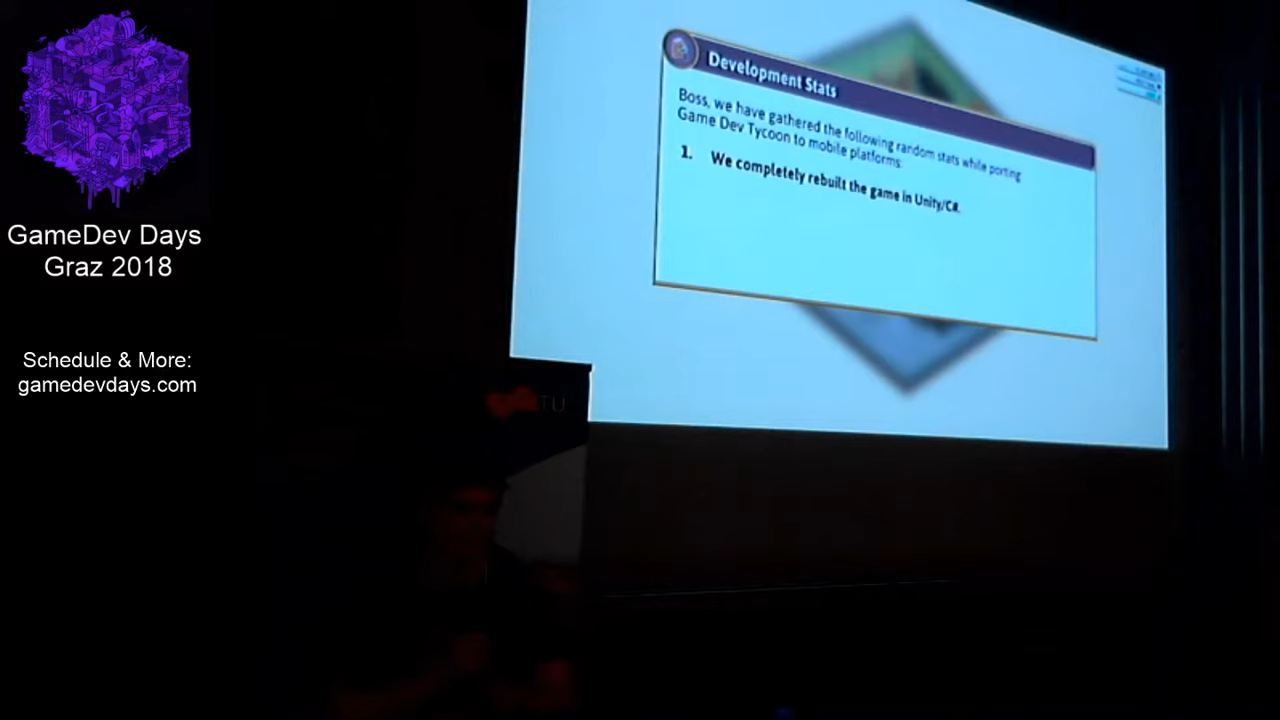 GameDev Days
Graz 2018
Schedule & More:
gamedevdays.com
Development Stats
Boss, we have gathered the following random stats while porting
Game Dev Tycoon to mobile platforms:
1. We completely rebuilt the game in Unity/C#.
TU